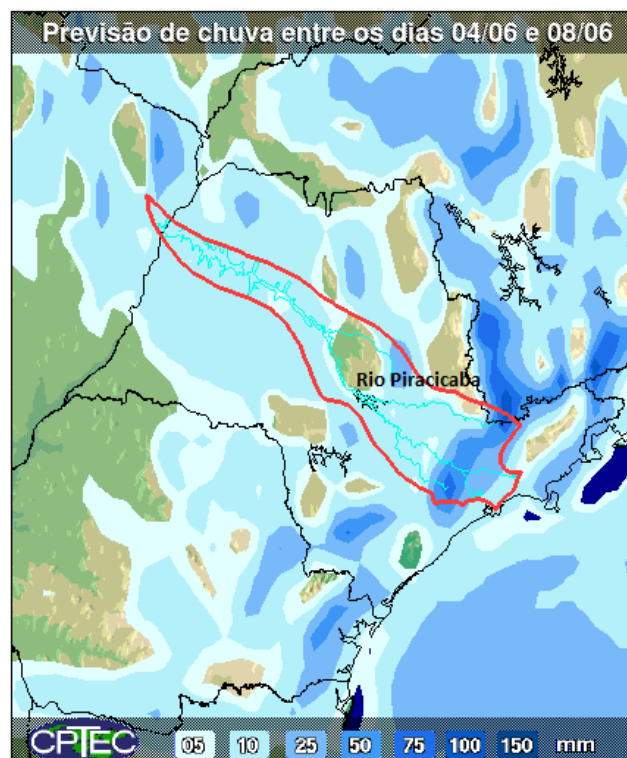 Previsão de chuva entre os dias 04/06 e 08/06
Rio Piracicaba
CPTEC 05 10 25 50 75 100 150 mm